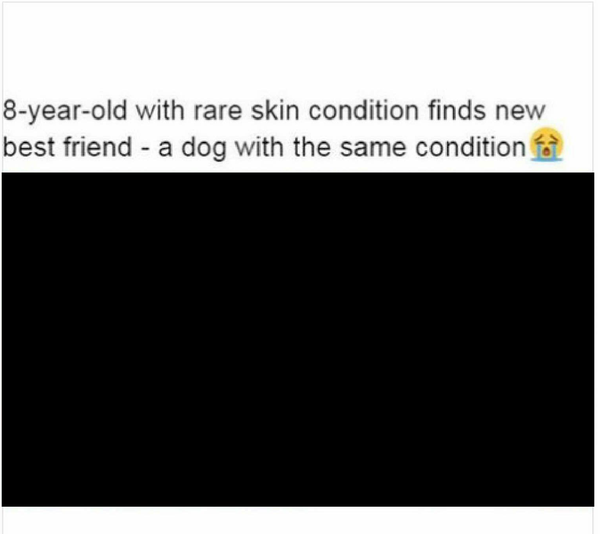 8-year-old with rare skin condition finds new
best friend - a dog with the same condition😭